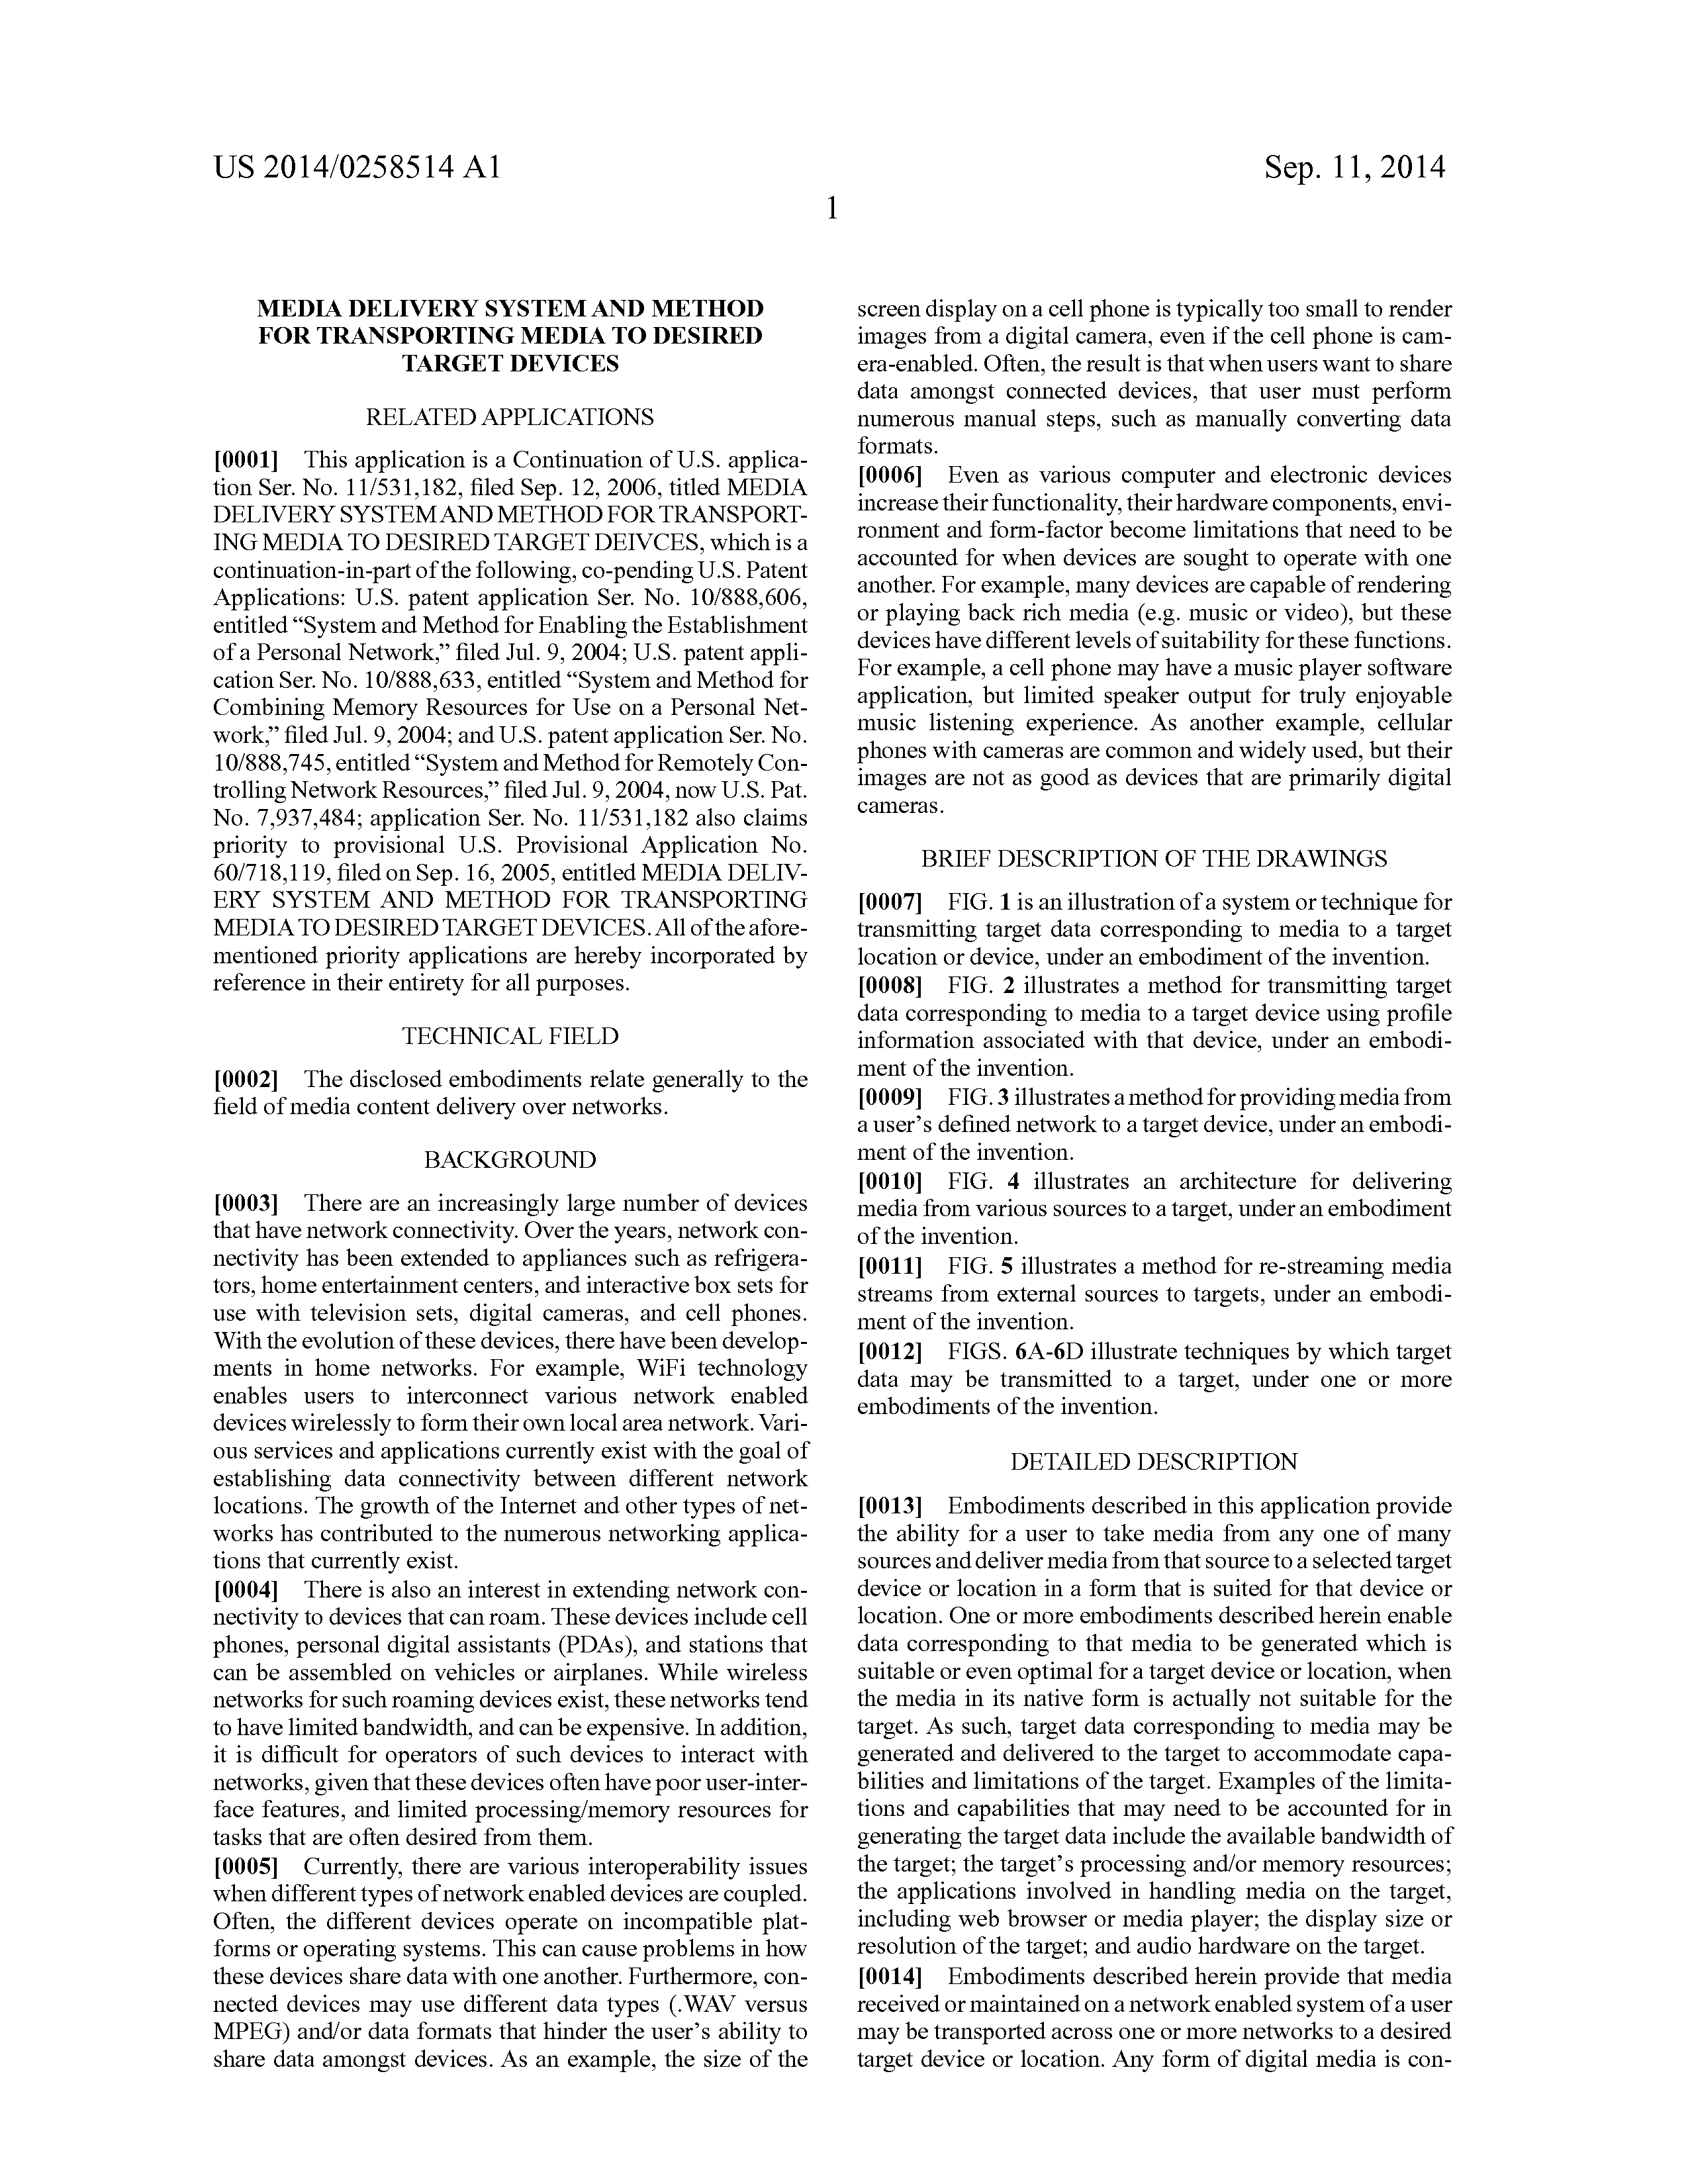 US 2014/0258514 A1
Sep. 11, 2014
1
MEDIA DELIVERY SYSTEM AND METHOD
FOR TRANSPORTING MEDIA TO DESIRED
TARGET DEVICES
RELATED APPLICATIONS
[0001] This application is a Continuation of U.S. applica-
tion Ser. No. 11/531,182, filed Sep. 12, 2006, titled MEDIA
DELIVERY SYSTEM AND METHOD FOR TRANSPORT-
ING MEDIA TO DESIRED TARGET DEIVCES, which is a
continuation-in-part of the following, co-pending U.S. Patent
Applications: U.S. patent application Ser. No. 10/888,606,
entitled “System and Method for Enabling the Establishment
of a Personal Network,” filed Jul. 9, 2004; U.S. patent appli-
cation Ser. No. 10/888,633, entitled “System and Method for
Combining Memory Resources for Use on a Personal Net-
work,” filed Jul. 9, 2004; and U.S. patent application Ser. No.
10/888,745, entitled “System and Method for Remotely Con-
trolling Network Resources,” filed Jul. 9, 2004, now U.S. Pat.
No. 7,937,484; application Ser. No. 11/531,182 also claims
priority to provisional U.S. Provisional Application No.
60/718,119, filed on Sep. 16, 2005, entitled MEDIA DELIV-
ERY SYSTEM AND METHOD FOR TRANSPORTING
MEDIA TO DESIRED TARGET DEVICES. All of the afore-
mentioned priority applications are hereby incorporated by
reference in their entirety for all purposes.
TECHNICAL FIELD
[0002] The disclosed embodiments relate generally to the
field of media content delivery over networks.
BACKGROUND
[0003] There are an increasingly large number of devices
that have network connectivity. Over the years, network con-
nectivity has been extended to appliances such as refrigera-
tors, home entertainment centers, and interactive box sets for
use with television sets, digital cameras, and cell phones.
With the evolution of these devices, there have been develop-
ments in home networks. For example, WiFi technology
enables users to interconnect various network enabled
devices wirelessly to form their own local area network. Vari-
ous services and applications currently exist with the goal of
establishing data connectivity between different network
locations. The growth of the Internet and other types of net-
works has contributed to the numerous networking applica-
tions that currently exist.
[0004] There is also an interest in extending network con-
nectivity to devices that can roam. These devices include cell
phones, personal digital assistants (PDAs), and stations that
can be assembled on vehicles or airplanes. While wireless
networks for such roaming devices exist, these networks tend
to have limited bandwidth, and can be expensive. In addition,
it is difficult for operators of such devices to interact with
networks, given that these devices often have poor user-inter-
face features, and limited processing/memory resources for
tasks that are often desired from them.
[0005] Currently, there are various interoperability issues
when different types of network enabled devices are coupled.
Often, the different devices operate on incompatible plat-
forms or operating systems. This can cause problems in how
these devices share data with one another. Furthermore, con-
nected devices may use different data types (.WAV versus
MPEG) and/or data formats that hinder the user’s ability to
share data amongst devices. As an example, the size of the
screen display on a cell phone is typically too small to render
images from a digital camera, even if the cell phone is cam-
era-enabled. Often, the result is that when users want to share
data amongst connected devices, that user must perform
numerous manual steps, such as manually converting data
formats.
[0006] Even as various computer and electronic devices
increase their functionality, their hardware components, envi-
ronment and form-factor become limitations that need to be
accounted for when devices are sought to operate with one
another. For example, many devices are capable of rendering
or playing back rich media (e.g. music or video), but these
devices have different levels of suitability for these functions.
For example, a cell phone may have a music player software
application, but limited speaker output for truly enjoyable
music listening experience. As another example, cellular
phones with cameras are common and widely used, but their
images are not as good as devices that are primarily digital
cameras.
BRIEF DESCRIPTION OF THE DRAWINGS
[0007] FIG. 1 is an illustration of a system or technique for
transmitting target data corresponding to media to a target
location or device, under an embodiment of the invention.
[0008] FIG. 2 illustrates a method for transmitting target
data corresponding to media to a target device using profile
information associated with that device, under an embodi-
ment of the invention.
[0009] FIG. 3 illustrates a method for providing media from
a user’s defined network to a target device, under an embodi-
ment of the invention.
[0010] FIG. 4 illustrates an architecture for delivering
media from various sources to a target, under an embodiment
of the invention.
[0011] FIG. 5 illustrates a method for re-streaming media
streams from external sources to targets, under an embodi-
ment of the invention.
[0012] FIGS. 6A-6D illustrate techniques by which target
data may be transmitted to a target, under one or more
embodiments of the invention.
DETAILED DESCRIPTION
[0013] Embodiments described in this application provide
the ability for a user to take media from any one of many
sources and deliver media from that source to a selected target
device or location in a form that is suited for that device or
location. One or more embodiments described herein enable
data corresponding to that media to be generated which is
suitable or even optimal for a target device or location, when
the media in its native form is actually not suitable for the
target. As such, target data corresponding to media may be
generated and delivered to the target to accommodate capa-
bilities and limitations of the target. Examples of the limita-
tions and capabilities that may need to be accounted for in
generating the target data include the available bandwidth of
the target; the target’s processing and/or memory resources;
the applications involved in handling media on the target,
including web browser or media player; the display size or
resolution of the target; and audio hardware on the target.
[0014] Embodiments described herein provide that media
received or maintained on a network enabled system of a user
may be transported across one or more networks to a desired
target device or location. Any form of digital media is con-